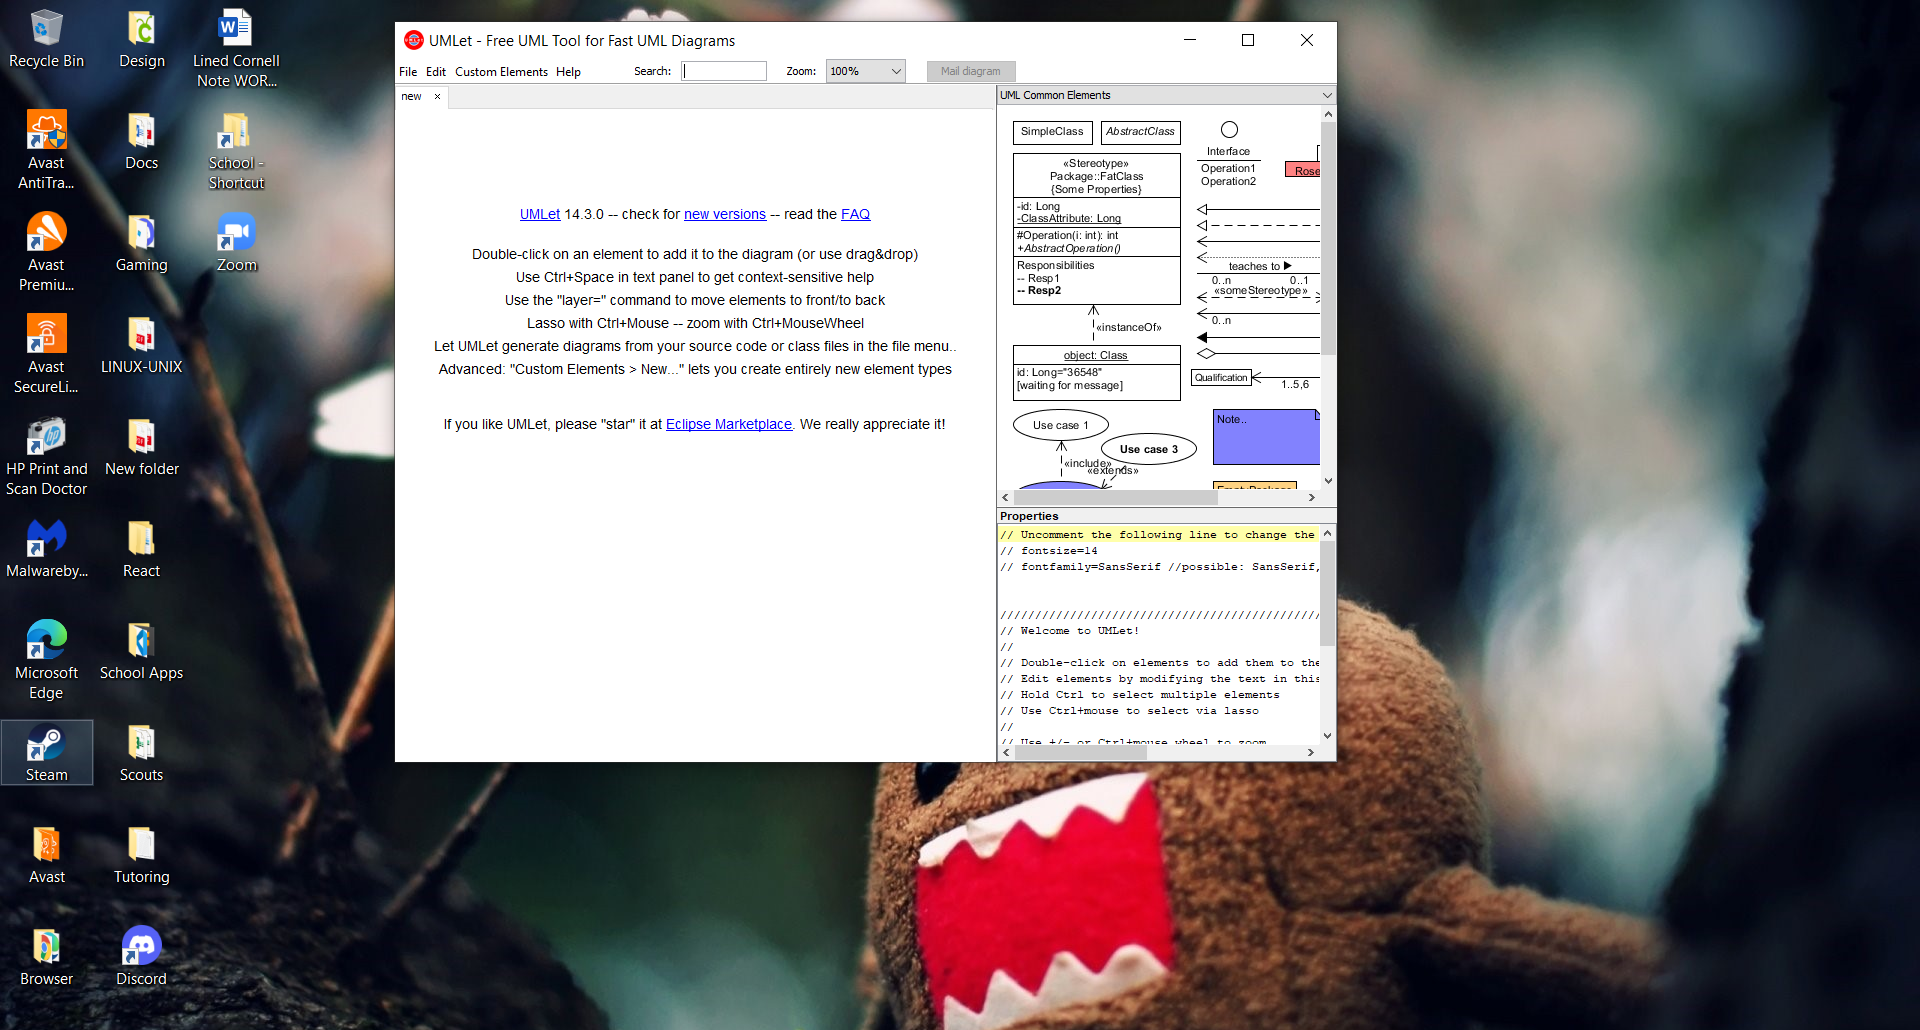 Recycle Bin
Design
Lined Cornell
Note WOR...
Avast
AntiTra...
Docs
School -
Shortcut
Avast
Premiu...
Gaming
Zoom
Avast
SecureLi...
LINUX-UNIX
HP Print and
Scan Doctor
New folder
Malwareby...
React
Microsoft
Edge
School Apps
Steam
Scouts
Avast
Tutoring
Browser
Discord
UMLet - Free UML Tool for Fast UML Diagrams
File Edit Custom Elements Help Search: Zoom: 100% Mail diagram
new
UMLet 14.3.0 -- check for new versions -- read the FAQ
Double-click on an element to add it to the diagram (or use drag&drop)
Use Ctrl+Space in text panel to get context-sensitive help
Use the "layer=" command to move elements to front/to back
Lasso with Ctrl+Mouse -- zoom with Ctrl+MouseWheel
Let UMLet generate diagrams from your source code or class files in the file menu..
Advanced: "Custom Elements > New..." lets you create entirely new element types
If you like UMLet, please "star" it at Eclipse Marketplace. We really appreciate it!
UML Common Elements
SimpleClass
AbstractClass
«Stereotype»
Package::FatClass
{Some Properties}
-id: Long
-ClassAttribute: Long
#Operation(i: int): int
+AbstractOperation()
Responsibilities
-- Resp1
-- Resp2
«instanceOf»
object: Class
id: Long="36548"
[waiting for message]
Use case 1
Use case 3
«include»
«extends»
Interface
Operation1
Operation2
Rose
teaches to
0..n 0..1
«someStereotype»
0..n
Qualification
1..5,6
Note..
EmptyPackage
Properties
// Uncomment the following line to change the
// fontsize=14
// fontfamily=SansSerif //possible: SansSerif,
//////////////////////////////////////////////
// Welcome to UMLet!
//
// Double-click on elements to add them to the
// Edit elements by modifying the text in this
// Hold Ctrl to select multiple elements
// Use Ctrl+mouse to select via lasso
//
// Use +/- or Ctrl+mouse wheel to zoom